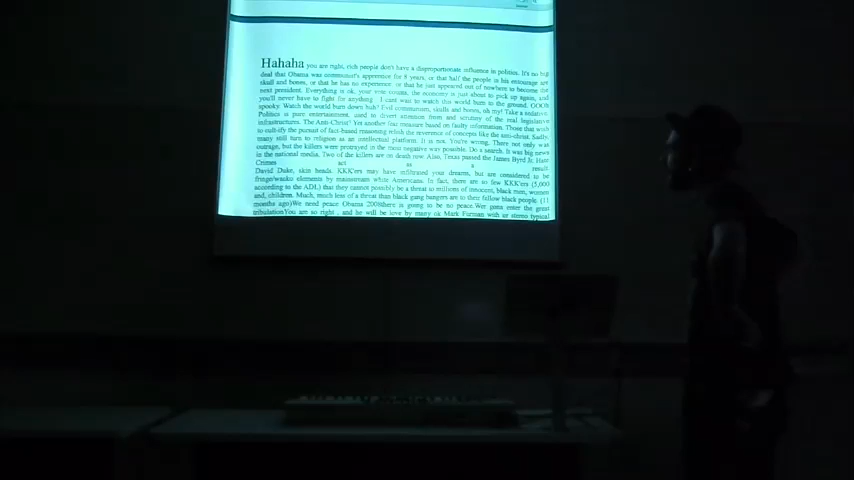 Hahaha you are right, rich people don't have a disproportionate influence in politics. It's no big
deal that Obama was communist's apprentice for 8 years, or that half the people in his entourage are
skull and bones, or that he has no experience or that he just appeared out of nowhere to become the
next president. Everything is ok, your vote counts, the economy is just about to pick up again, and
you'll never have to fight for anything. I cant wait to watch this world burn to the ground. GOOD
spooky. Watch the world burn down huh? Evil communism, skulls and bones, oh my! Take a sedative.
Politics is pure entertainment, used to divert attention from and scrutiny of the real legislative
infrastructures. The Anti-Christ? Yet another fear measure based on faulty information. Those that wish
to cult-ify the pursuit of fact-based reasoning relish the reverence of concepts like the anti-christ. Sadly,
many still turn to religion as an intellectual platform. It is not. You're wrong. There not only was
outrage, but the killers were portrayed in the most negative way possible. Do a search. It was big news
in the national media. Two of the killers are on death row. Also, Texas passed the James Byrd Jr. Hate
Crimes act as a result.
David Duke, skin heads. KKK'ers may have infiltrated your dreams, but are considered to be
fringe/wacko elements by mainstream white Americans. In fact, there are so few KKK'ers (5,000
according to the ADL) that they cannot possibly be a threat to millions of innocent, black men, women
and, children. Much, much less of a threat than black gang bangers are to their fellow black people. (11
months ago)We need peace Obama 2008there is going to be no peace.Wer gona enter the great
tribulationYou are so right , and he will be love by many ok Mark Furman with ur stereo typical